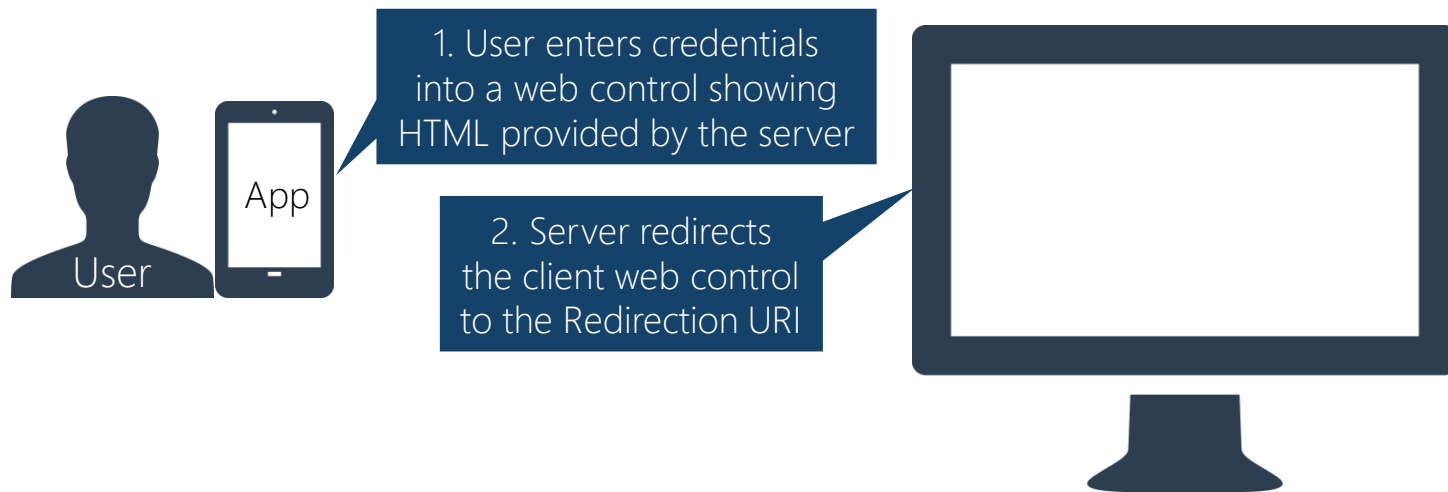 1. User enters credentials
into a web control showing
HTML provided by the server
App
User
2. Server redirects
the client web control
to the Redirection URI